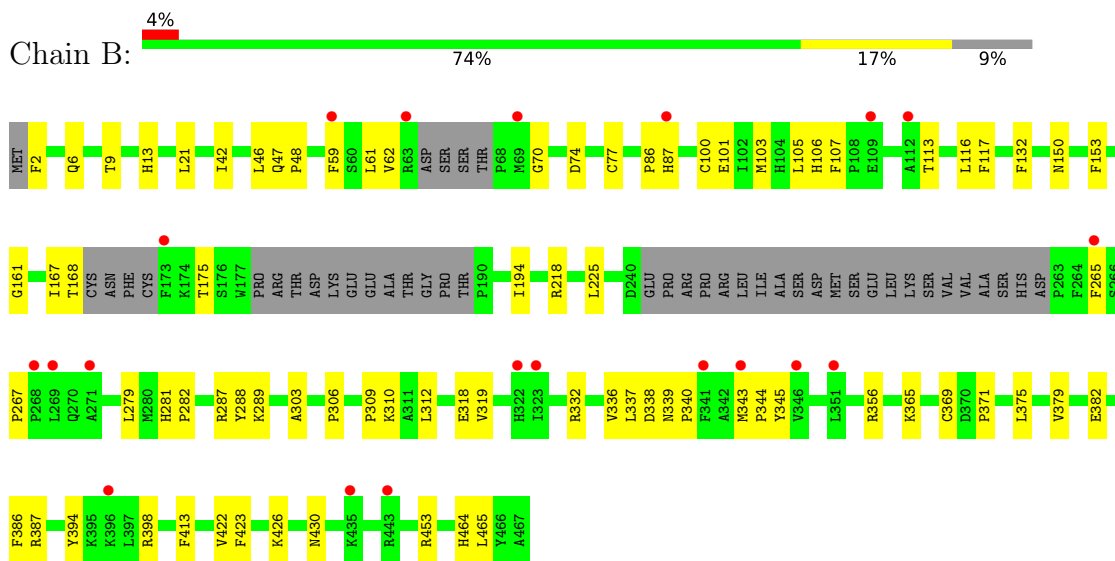 4%
Chain B:
74% 17% 9%
MET F2 Q6 T9 H13 L21 I42 L46 Q47 P48 F59 S60 L61 V62 R63 ASP SER SER THR P68 M69 G70 D74 C77 P86 H87 C100 E101 I102 M103 H104 L105 H106 F107 P108 E109 A112 T113 L116 F117 F132 N150 F153
G161 I167 T168 CYS ASN PHE CYS F173 K174 T175 S176 W177 PRO ARG THR ASP LYS GLU GLU ALA THR GLY PRO THR P190 I194 R218 L225 D240 GLU PRO ARG PRO ARG LEU ILE ALA SER ASP MET SER GLU LEU LYS SER VAL VAL ALA SER HIS ASP P263 F264 F265 S266
P267 P268 L269 Q270 A271 L279 M280 H281 P282 R287 Y288 K289 A303 P306 P309 K310 A311 L312 E318 V319 H322 I323 R332 V336 L337 D338 N339 P340 F341 A342 M343 P344 Y345 V346 L351 R356 K365 C369 D370 P371 L375 V379 E382
F386 R387 Y394 K395 K396 L397 R398 F413 V422 F423 K426 N430 K435 R443 R453 H464 L465 Y466 A467